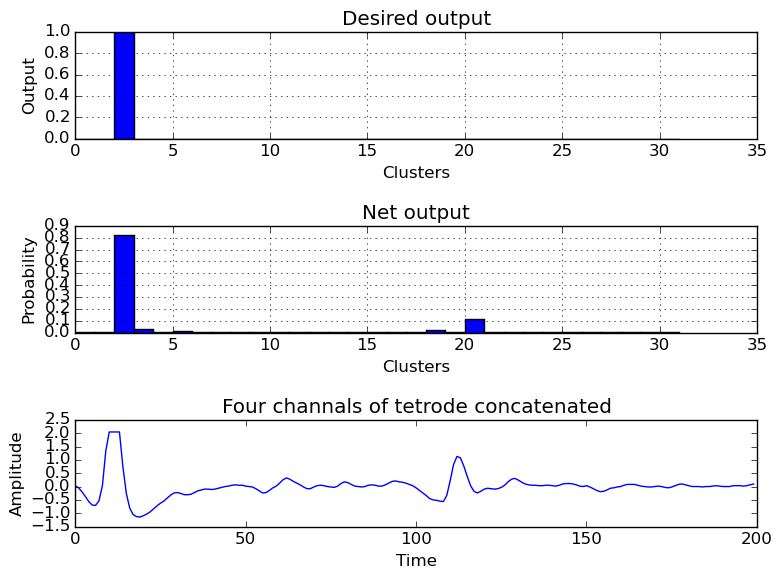 Desired output
1.0
0.8
0.6
0.4
0.2
0.0
Output
0 5 10 15 20 25 30 35
Clusters
Net output
0.9
0.8
0.7
0.6
0.5
0.4
0.3
0.2
0.1
0.0
Probability
0 5 10 15 20 25 30 35
Clusters
Four channals of tetrode concatenated
2.5
2.0
1.5
1.0
0.5
0.0
−0.5
−1.0
−1.5
Amplitude
0 50 100 150 200
Time